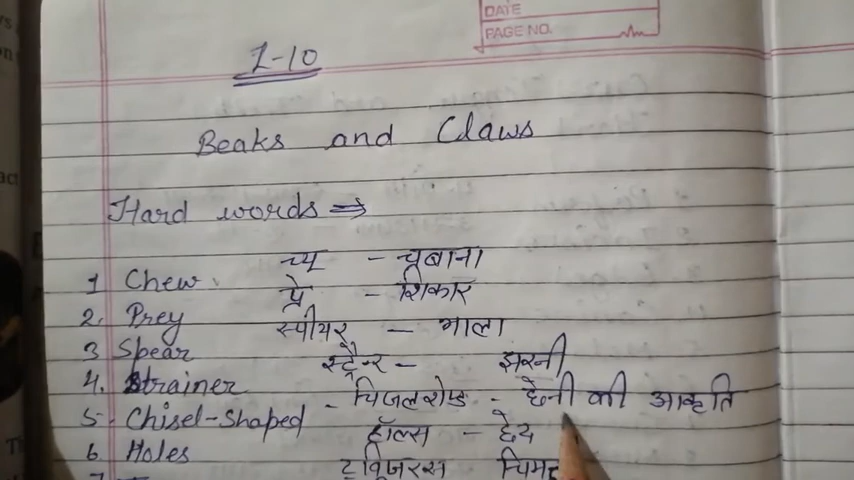 DATE
PAGE NO.
L-10
Beaks and Claws
Hard words ⇒
1 Chew च्यू - चबाना
2. Prey प्रे - शिकार
3 Spear स्पीयर - भाला
4. Strainer स्ट्रैनर - झरनी
5. Chisel-Shaped - चिजलशेप्ड - छेनी की आकृति
6 Holes हॉल्स - छेद
ट्वीजरस